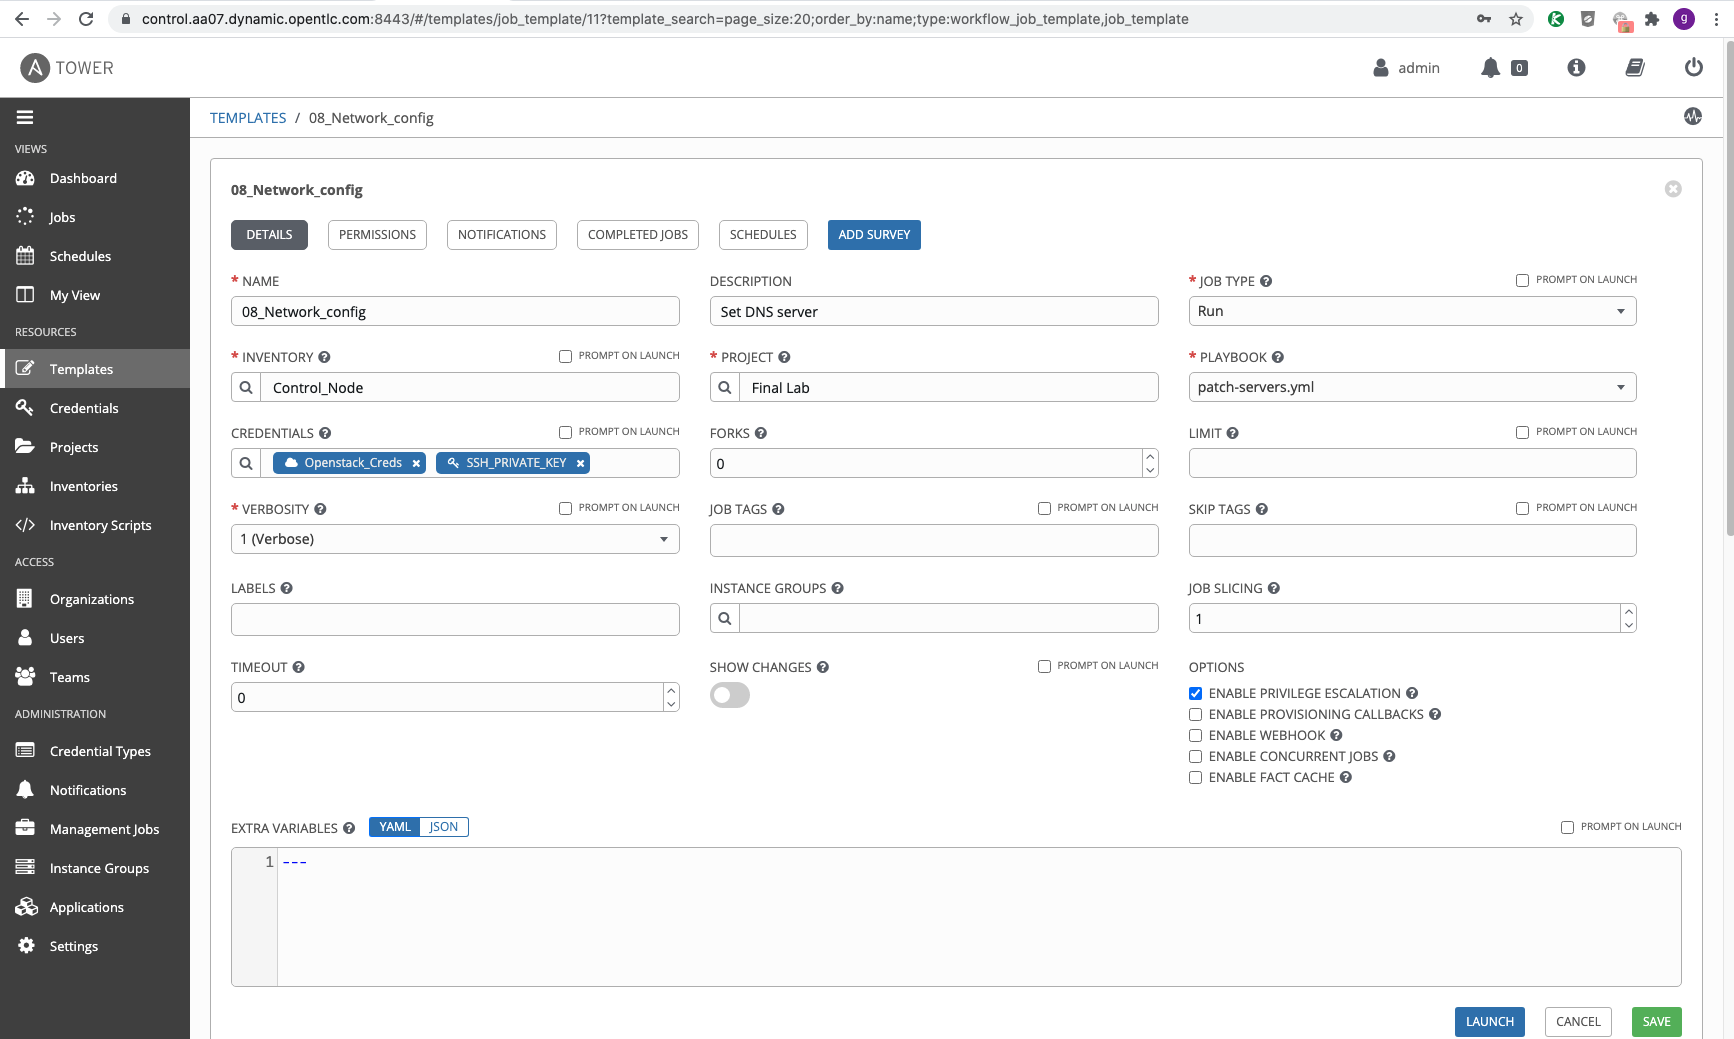 control.aa07.dynamic.opentlc.com:8443/#/templates/job_template/11?template_search=page_size:20;order_by:name;type:workflow_job_template,job_template
g
A TOWER
admin
0
TEMPLATES / 08_Network_config
VIEWS
Dashboard
Jobs
Schedules
My View
RESOURCES
Templates
Credentials
Projects
Inventories
Inventory Scripts
ACCESS
Organizations
Users
Teams
ADMINISTRATION
Credential Types
Notifications
Management Jobs
Instance Groups
Applications
Settings
08_Network_config
DETAILS PERMISSIONS NOTIFICATIONS COMPLETED JOBS SCHEDULES ADD SURVEY
* NAME
08_Network_config
DESCRIPTION
Set DNS server
* JOB TYPE ? PROMPT ON LAUNCH
Run
* INVENTORY ? PROMPT ON LAUNCH
Control_Node
* PROJECT ?
Final Lab
* PLAYBOOK ?
patch-servers.yml
CREDENTIALS ? PROMPT ON LAUNCH
Openstack_Creds × SSH_PRIVATE_KEY ×
FORKS ?
0
LIMIT ? PROMPT ON LAUNCH
* VERBOSITY ? PROMPT ON LAUNCH
1 (Verbose)
JOB TAGS ? PROMPT ON LAUNCH
SKIP TAGS ? PROMPT ON LAUNCH
LABELS ?
INSTANCE GROUPS ?
JOB SLICING ?
1
TIMEOUT ?
0
SHOW CHANGES ? PROMPT ON LAUNCH
OPTIONS
ENABLE PRIVILEGE ESCALATION ?
ENABLE PROVISIONING CALLBACKS ?
ENABLE WEBHOOK ?
ENABLE CONCURRENT JOBS ?
ENABLE FACT CACHE ?
EXTRA VARIABLES ? YAML JSON PROMPT ON LAUNCH
1 ---
LAUNCH CANCEL SAVE